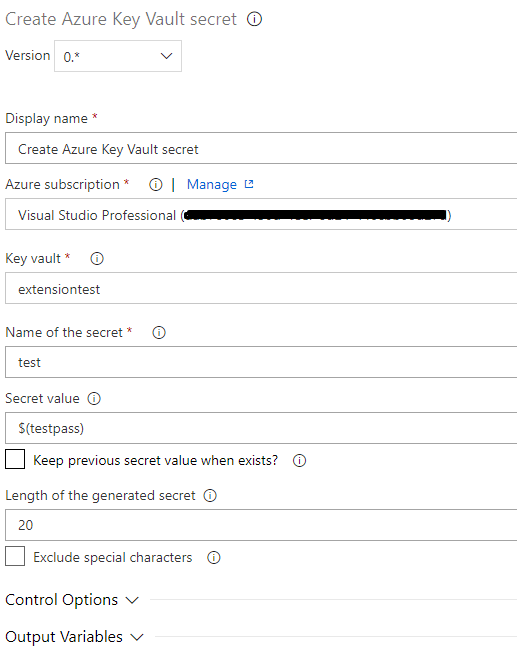 Create Azure Key Vault secret
Version 0.*
Display name *
Create Azure Key Vault secret
Azure subscription * | Manage
Visual Studio Professional ( )
Key vault *
extensiontest
Name of the secret *
test
Secret value
$(testpass)
Keep previous secret value when exists?
Length of the generated secret
20
Exclude special characters
Control Options
Output Variables